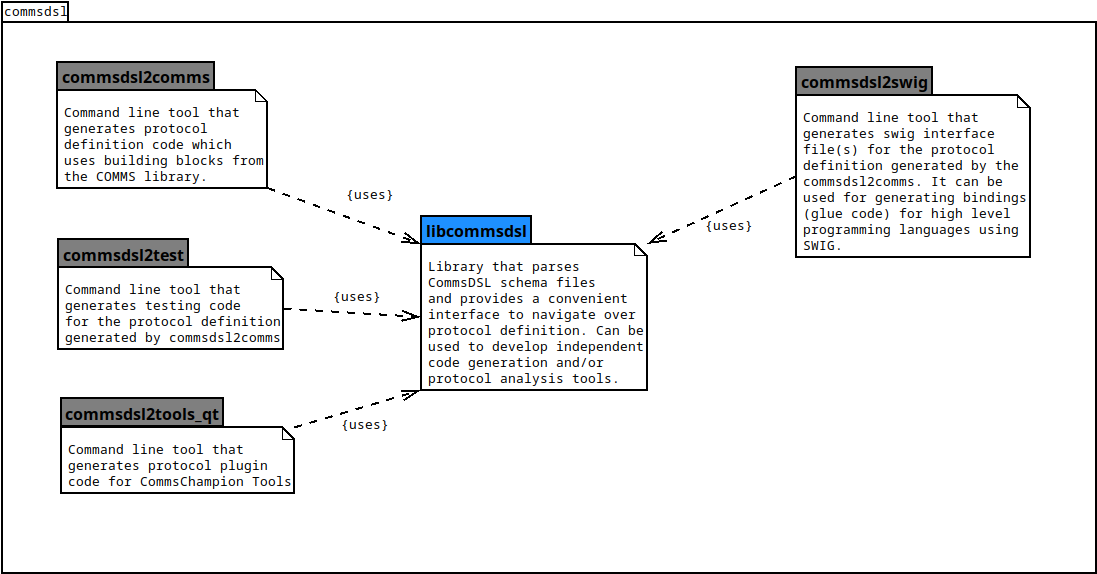 commsdsl
commsdsl2comms
Command line tool that
generates protocol
definition code which
uses building blocks from
the COMMS library.
{uses}
commsdsl2swig
Command line tool that
generates swig interface
file(s) for the protocol
definition generated by the
commsdsl2comms. It can be
used for generating bindings
(glue code) for high level
programming languages using
SWIG.
{uses}
libcommsdsl
Library that parses
CommsDSL schema files
and provides a convenient
interface to navigate over
protocol definition. Can be
used to develop independent
code generation and/or
protocol analysis tools.
commsdsl2test
Command line tool that
generates testing code
for the protocol definition
generated by commsdsl2comms
{uses}
commsdsl2tools_qt
Command line tool that
generates protocol plugin
code for CommsChampion Tools
{uses}